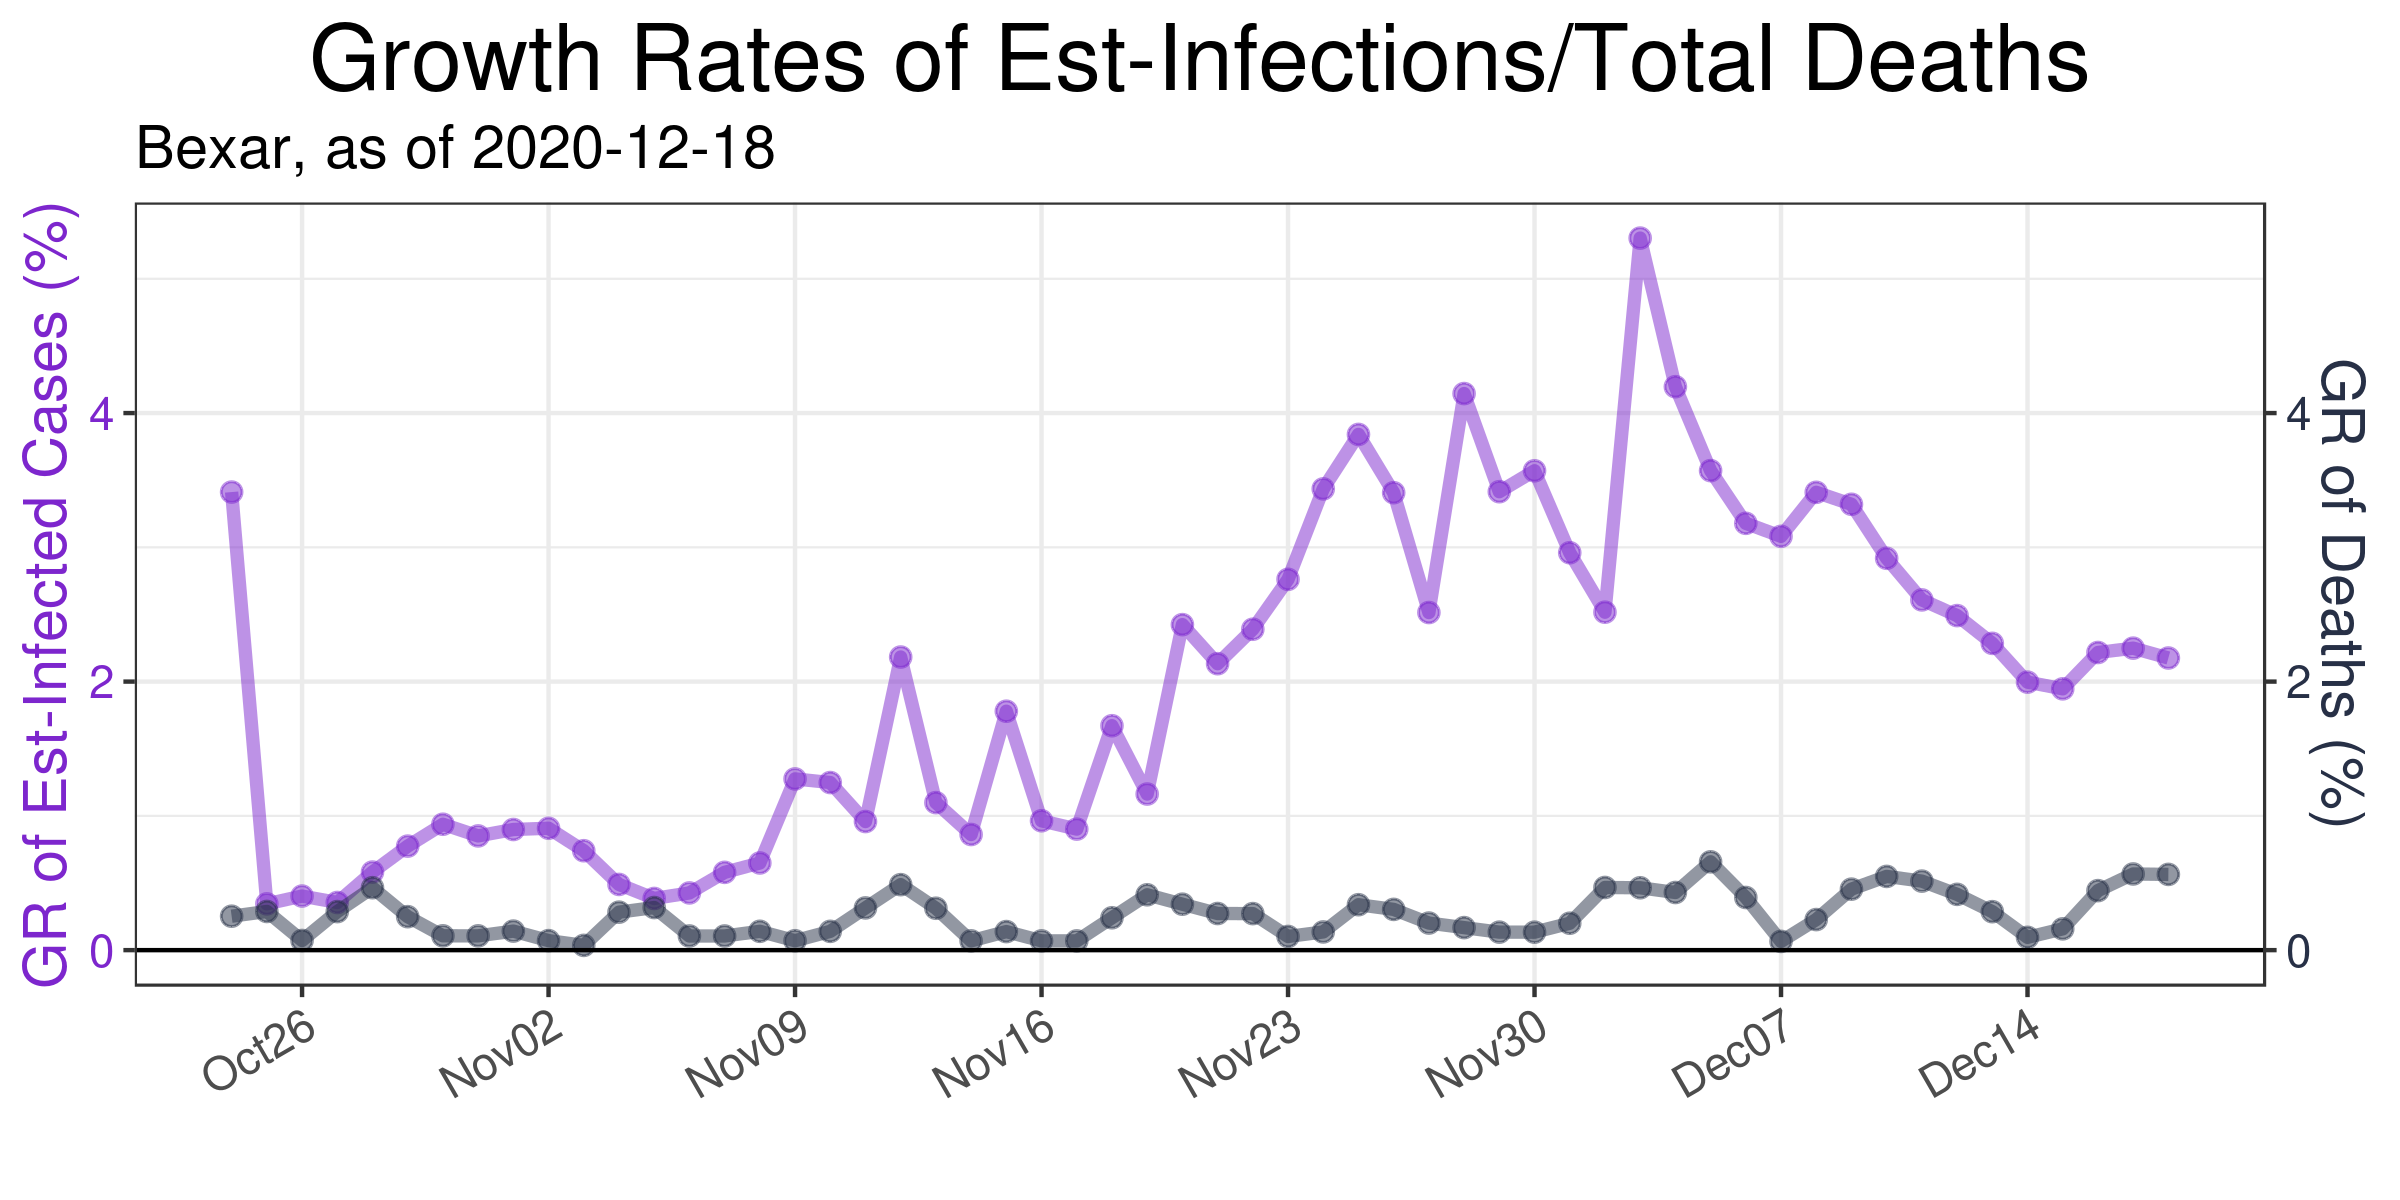 Growth Rates of Est-Infections/Total Deaths
Bexar, as of 2020-12-18
GR of Est-Infected Cases (%)
4
2
0
4
2
0
GR of Deaths (%)
Oct26
Nov02
Nov09
Nov16
Nov23
Nov30
Dec07
Dec14